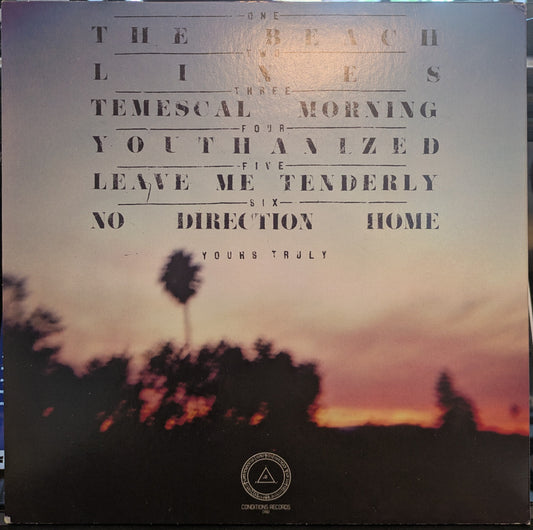 ONE
THE BEACH
LINES
THREE
TEMESCAL MORNING
FOUR
YOUTHANIZED
FIVE
LEAVE ME TENDERLY
SIX
NO DIRECTION HOME
YOURS TRULY
CONDITIONS RECORDS